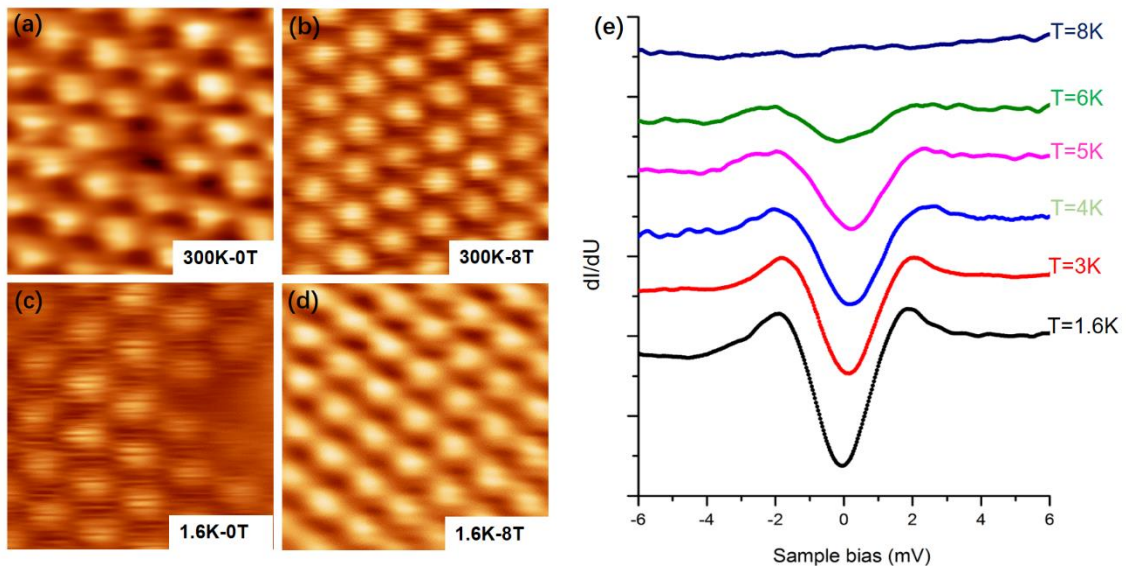 (a)
300K-0T
(b)
300K-8T
(c)
1.6K-0T
(d)
1.6K-8T
(e)
T=8K
T=6K
T=5K
T=4K
T=3K
T=1.6K
dI/dU
-6 -4 -2 0 2 4 6
Sample bias (mV)